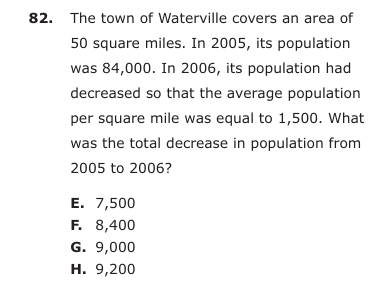 82. The town of Waterville covers an area of
50 square miles. In 2005, its population
was 84,000. In 2006, its population had
decreased so that the average population
per square mile was equal to 1,500. What
was the total decrease in population from
2005 to 2006?
E. 7,500
F. 8,400
G. 9,000
H. 9,200